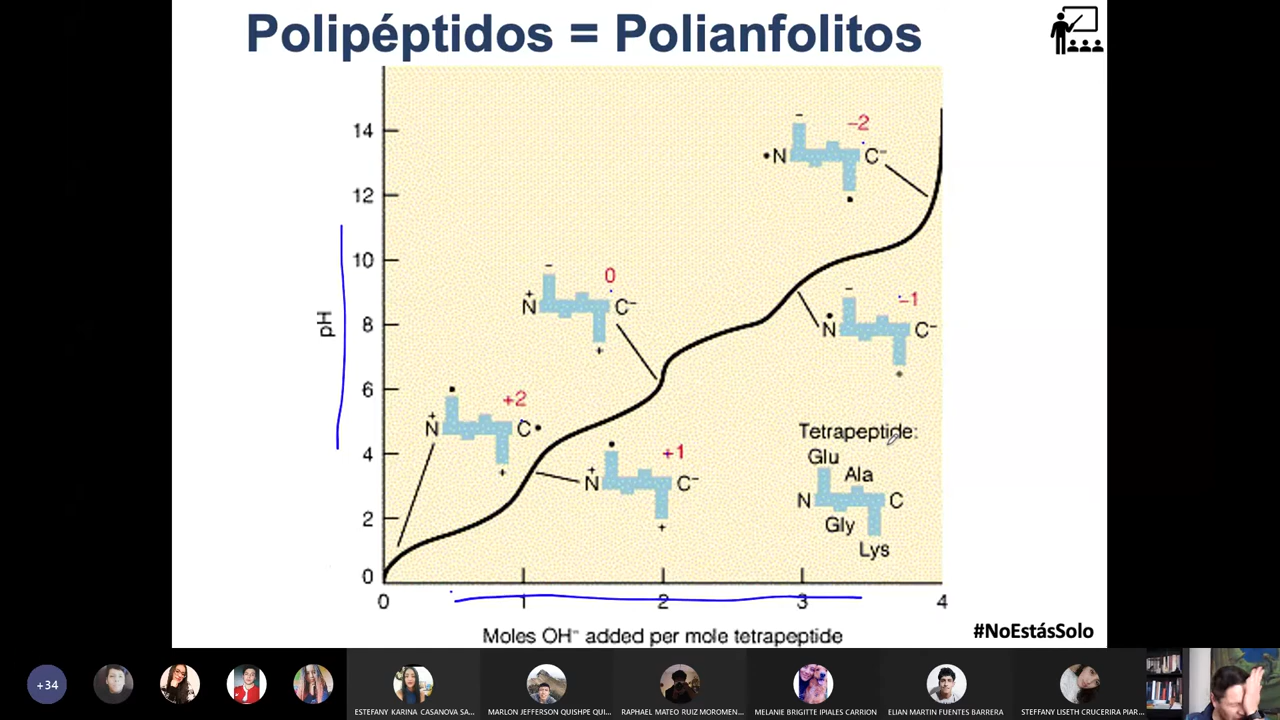 Polipéptidos = Polianfolitos
14
12
10
8
6
4
2
0
pH
0
1
2
3
4
Moles OH⁻ added per mole tetrapeptide
−
−2
•N
C⁻
•
−
0
+
N
C⁻
+
−
−1
•
N
C⁻
+
•
+2
+
N
C•
+
•
+1
+
N
C⁻
+
Tetrapeptide:
Glu
Ala
N
C
Gly
Lys
#NoEstásSolo
+34
ESTEFANY KARINA CASANOVA SA...
MARLON JEFFERSON QUISHPE QUI...
RAPHAEL MATEO RUIZ MOROMEN...
MELANIE BRIGITTE IPIALES CARRION
ELIAN MARTIN FUENTES BARRERA
STEFFANY LISETH CRUCERIRA PIAR...